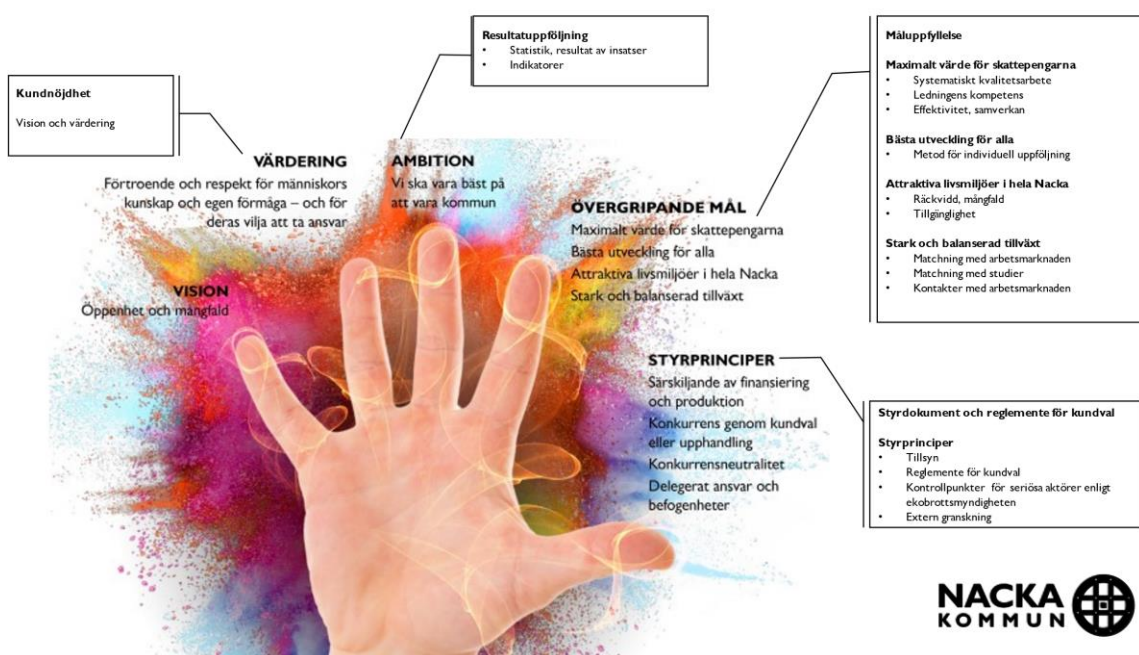 Kundnöjdhet
Vision och värdering
Resultatuppföljning
• Statistik, resultat av insatser
• Indikatorer
Måluppfyllelse
Maximalt värde för skattepengarna
• Systematiskt kvalitetsarbete
• Ledningens kompetens
• Effektivitet, samverkan
Bästa utveckling för alla
• Metod för individuell uppföljning
Attraktiva livsmiljöer i hela Nacka
• Räckvidd, mångfald
• Tillgänglighet
Stark och balanserad tillväxt
• Matchning med arbetsmarknaden
• Matchning med studier
• Kontakter med arbetsmarknaden
VÄRDERING
Förtroende och respekt för människors
kunskap och egen förmåga – och för
deras vilja att ta ansvar
AMBITION
Vi ska vara bäst på
att vara kommun
ÖVERGRIPANDE MÅL
Maximalt värde för skattepengarna
Bästa utveckling för alla
Attraktiva livsmiljöer i hela Nacka
Stark och balanserad tillväxt
VISION
Öppenhet och mångfald
STYRPRINCIPER
Särskiljande av finansiering
och produktion
Konkurrens genom kundval
eller upphandling
Konkurrensneutralitet
Delegerat ansvar och
befogenheter
Styrdokument och reglemente för kundval
Styrprinciper
• Tillsyn
• Reglemente för kundval
• Kontrollpunkter för seriösa aktörer enligt
ekobrottsmyndigheten
• Extern granskning
NACKA
KOMMUN